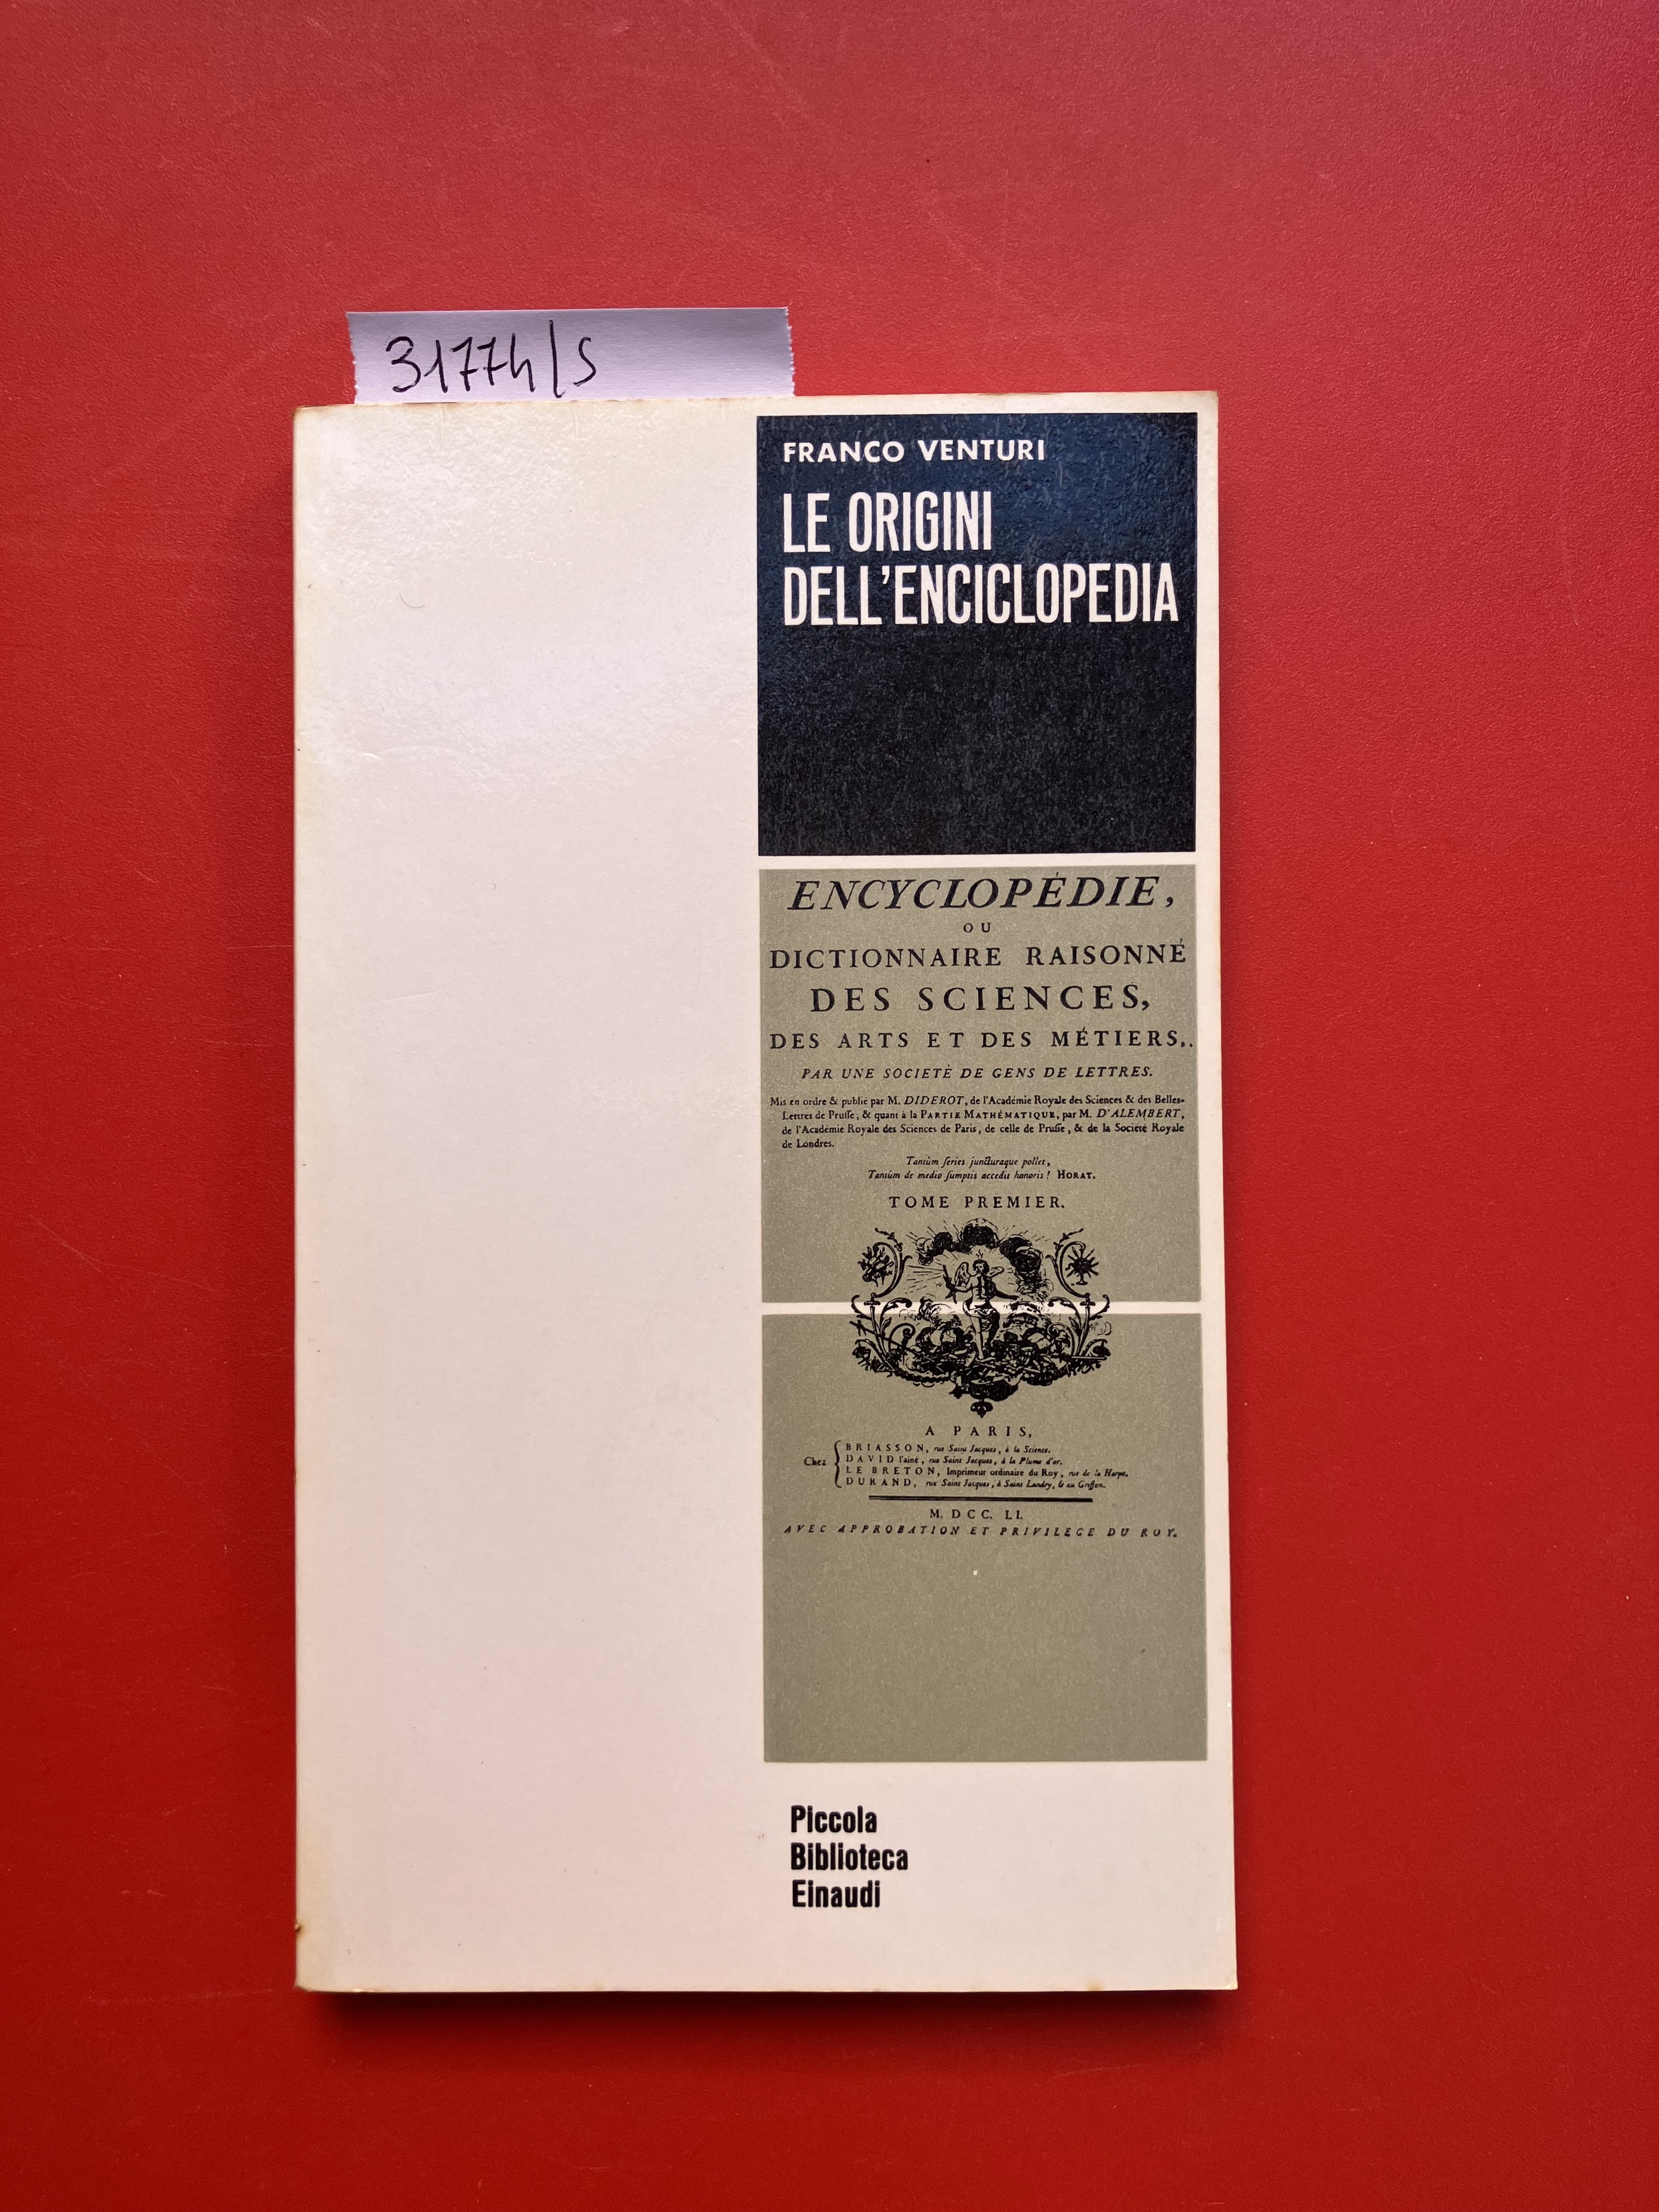 31774/S
FRANCO VENTURI
LE ORIGINI
DELL'ENCICLOPEDIA
ENCYCLOPÉDIE,
OU
DICTIONNAIRE RAISONNÉ
DES SCIENCES,
DES ARTS ET DES MÉTIERS,.
PAR UNE SOCIETÉ DE GENS DE LETTRES.
Mis en ordre & publié par M. DIDEROT, de l'Académie Royale des Sciences & des Belles-
Lettres de Prusse; & quant à la PARTIE MATHÉMATIQUE, par M. D'ALEMBERT,
de l'Académie Royale des Sciences de Paris, de celle de Prusse, & de la Société Royale
de Londres.
Tantùm series juncturaque pollet,
Tantùm de medio sumptis accedit honoris! HORAT.
TOME PREMIER.
A PARIS,
Chez
BRIASSON, rue Saint Jacques, à la Science.
DAVID l'aîné, rue Saint Jacques, à la Plume d'or.
LE BRETON, Imprimeur ordinaire du Roy, rue de la Harpe.
DURAND, rue Saint Jacques, à Saint Landry, & au Griffon.
M. DCC. LI.
AVEC APPROBATION ET PRIVILEGE DU ROY.
Piccola
Biblioteca
Einaudi